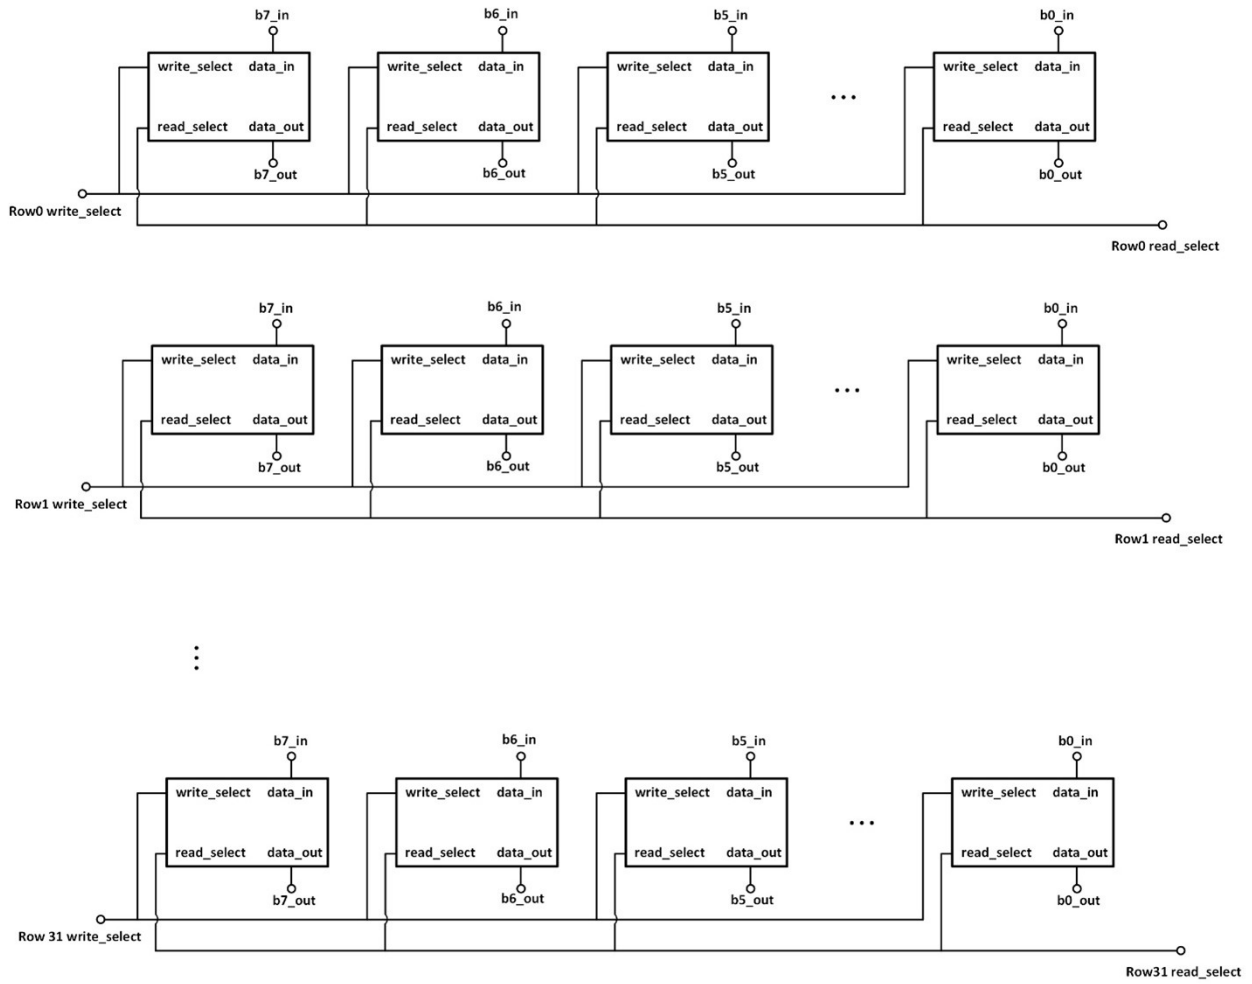 b7_in b6_in b5_in b0_in
write_select data_in write_select data_in write_select data_in write_select data_in
...
read_select data_out read_select data_out read_select data_out read_select data_out
b7_out b6_out b5_out b0_out
Row0 write_select
Row0 read_select
b7_in b6_in b5_in b0_in
write_select data_in write_select data_in write_select data_in write_select data_in
...
read_select data_out read_select data_out read_select data_out read_select data_out
b7_out b6_out b5_out b0_out
Row1 write_select
Row1 read_select
b7_in b6_in b5_in b0_in
write_select data_in write_select data_in write_select data_in write_select data_in
...
read_select data_out read_select data_out read_select data_out read_select data_out
b7_out b6_out b5_out b0_out
Row 31 write_select
Row31 read_select